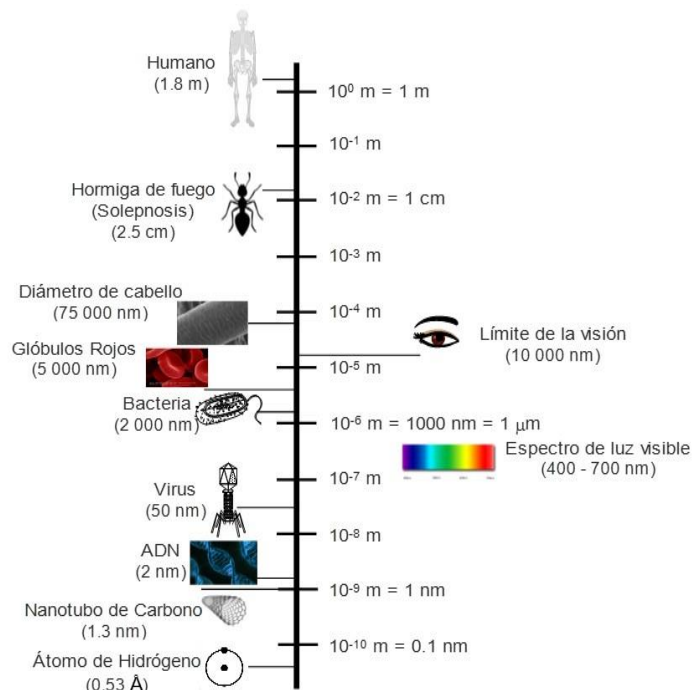 Humano
(1.8 m)
10⁰ m = 1 m
10⁻¹ m
Hormiga de fuego
(Solepnosis)
(2.5 cm)
10⁻² m = 1 cm
10⁻³ m
Diámetro de cabello
(75 000 nm)
10⁻⁴ m
Límite de la visión
(10 000 nm)
Glóbulos Rojos
(5 000 nm)
10⁻⁵ m
Bacteria
(2 000 nm)
10⁻⁶ m = 1000 nm = 1 μm
Espectro de luz visible
(400 - 700 nm)
10⁻⁷ m
Virus
(50 nm)
10⁻⁸ m
ADN
(2 nm)
10⁻⁹ m = 1 nm
Nanotubo de Carbono
(1.3 nm)
10⁻¹⁰ m = 0.1 nm
Átomo de Hidrógeno
(0.53 Å)